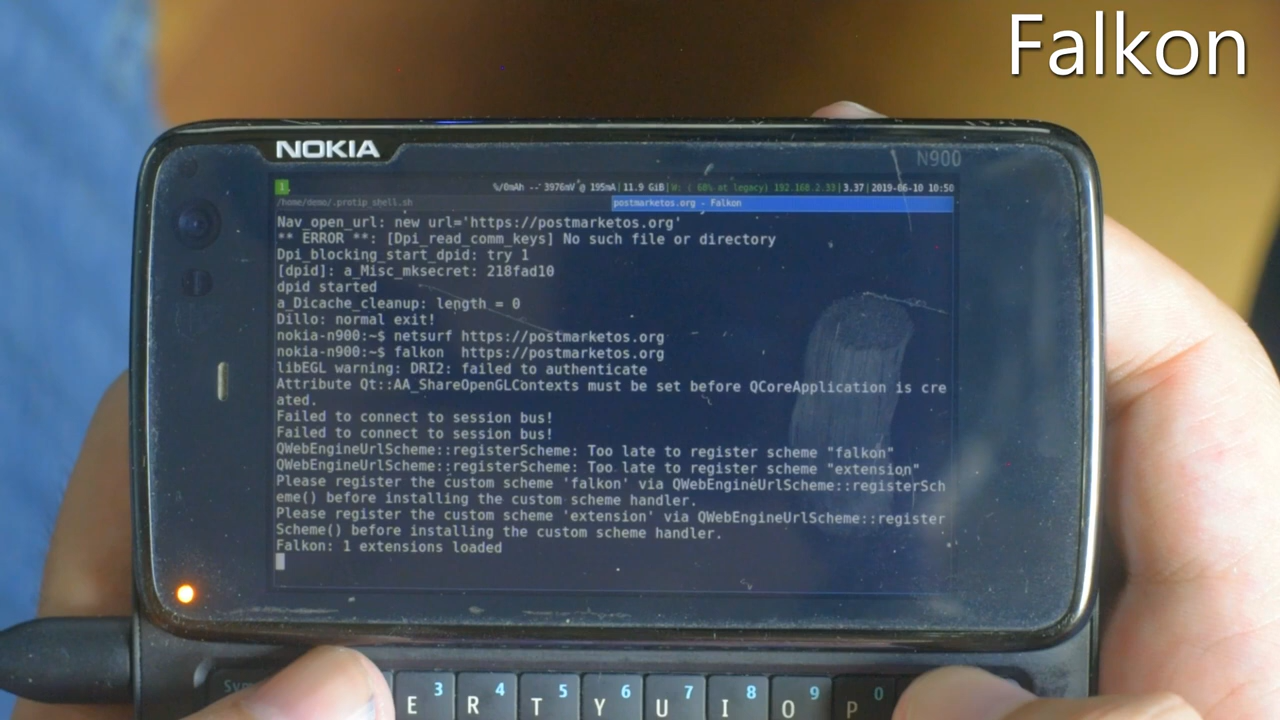 Falkon
NOKIA
N900
1 %/0mAh -- 3976mV @ 195mA|11.9 GiB|W: ( 60% at legacy) 192.168.2.33|3.37|2019-06-10 10:50
/home/demo/.protip_shell.sh postmarketos.org - Falkon
Nav_open_url: new url='https://postmarketos.org'
** ERROR **: [Dpi_read_comm_keys] No such file or directory
Dpi_blocking_start_dpid: try 1
[dpid]: a_Misc_mksecret: 218fad10
dpid started
a_Dicache_cleanup: length = 0
Dillo: normal exit!
nokia-n900:~$ netsurf https://postmarketos.org
nokia-n900:~$ falkon  https://postmarketos.org
libEGL warning: DRI2: failed to authenticate
Attribute Qt::AA_ShareOpenGLContexts must be set before QCoreApplication is cre
ated.
Failed to connect to session bus!
Failed to connect to session bus!
QWebEngineUrlScheme::registerScheme: Too late to register scheme "falkon"
QWebEngineUrlScheme::registerScheme: Too late to register scheme "extension"
Please register the custom scheme 'falkon' via QWebEngineUrlScheme::registerSch
eme() before installing the custom scheme handler.
Please register the custom scheme 'extension' via QWebEngineUrlScheme::register
Scheme() before installing the custom scheme handler.
Falkon: 1 extensions loaded
Sym E 3 R 4 T 5 Y 6 U 7 I 8 O 9 P 0